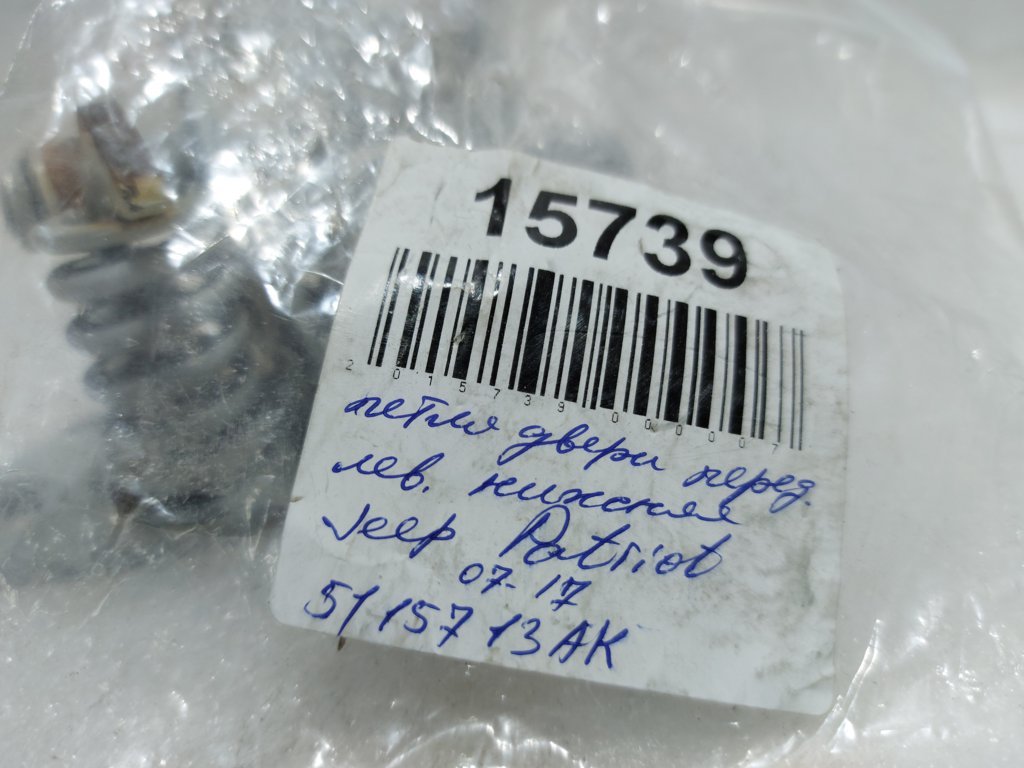 15739
2015739000007
петля двери перед.
лев. нижняя
Jeep Patriot
07-17
5115713AK